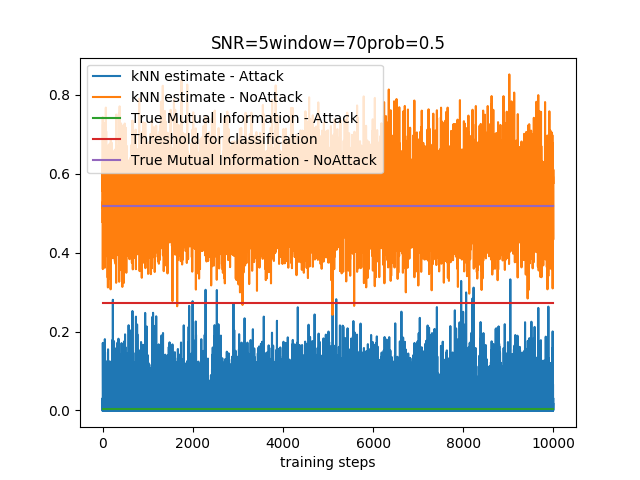 SNR=5window=70prob=0.5
kNN estimate - Attack
kNN estimate - NoAttack
True Mutual Information - Attack
Threshold for classification
True Mutual Information - NoAttack
0.8
0.6
0.4
0.2
0.0
0 2000 4000 6000 8000 10000
training steps